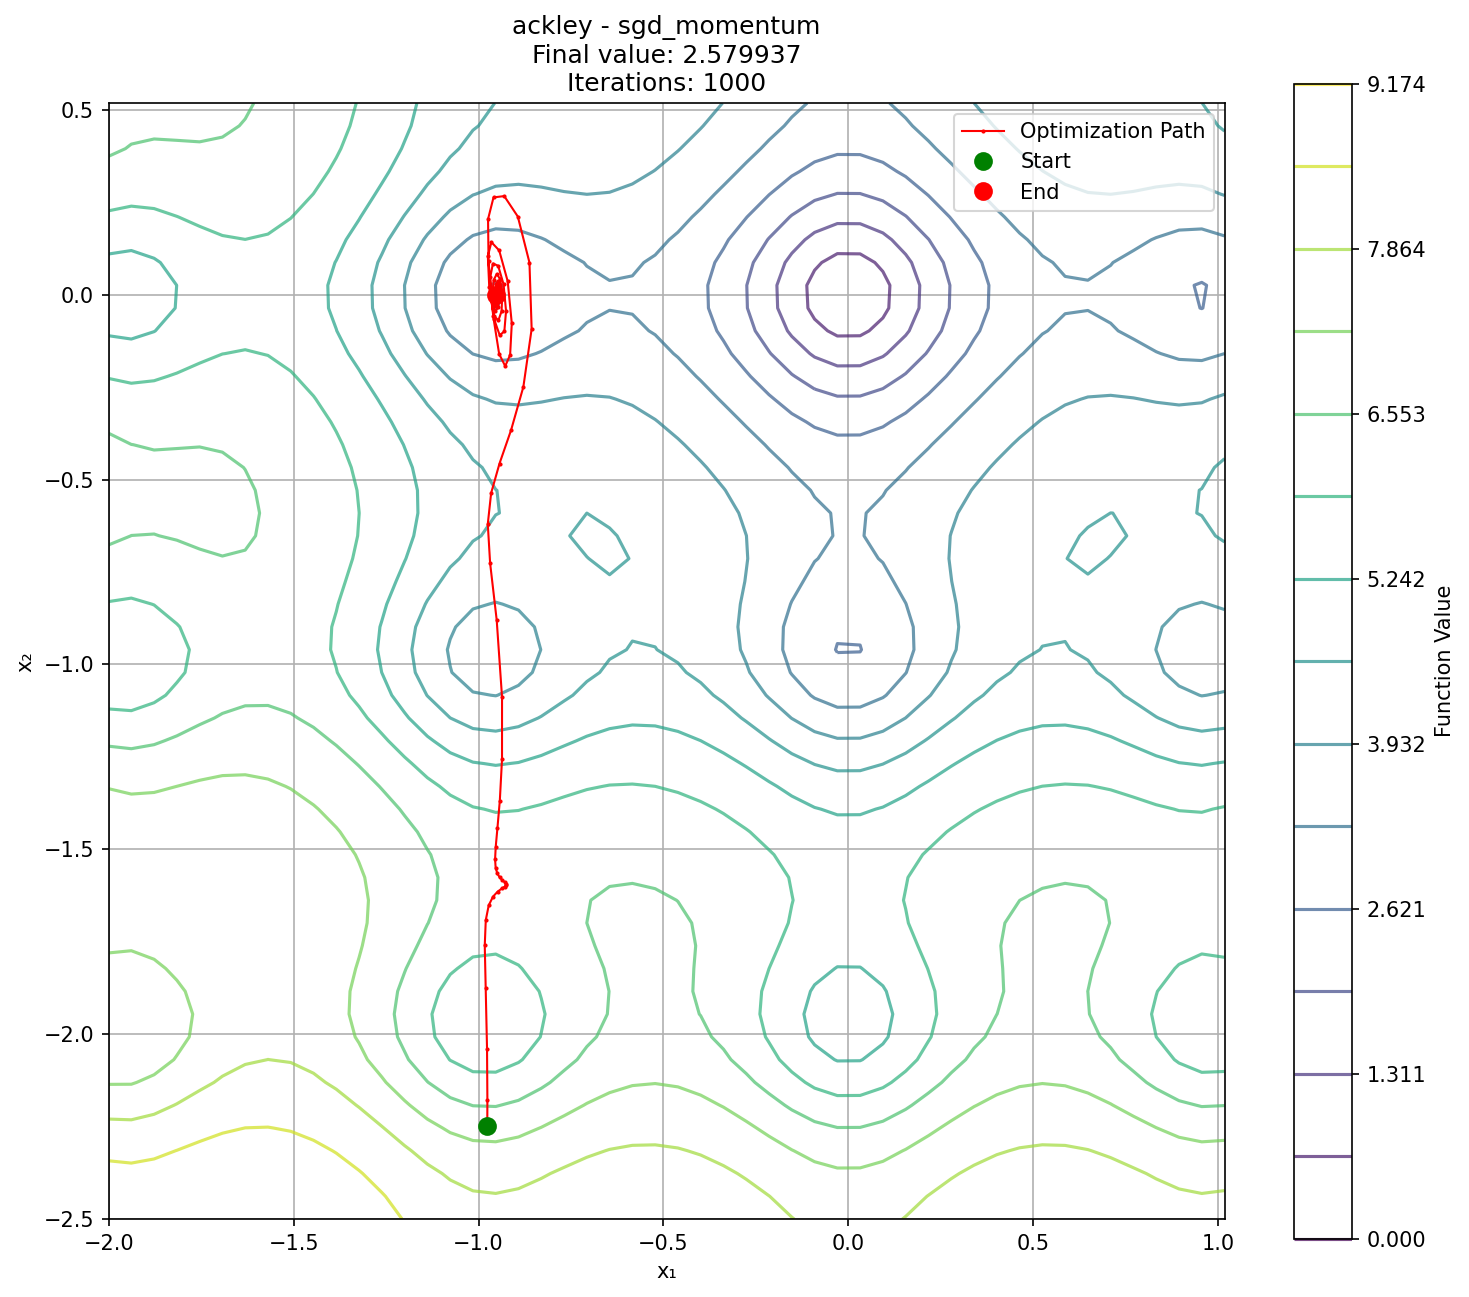 ackley - sgd_momentum
Final value: 2.579937
Iterations: 1000
Optimization Path
Start
End
0.5
0.0
−0.5
−1.0
−1.5
−2.0
−2.5
x₂
−2.0
−1.5
−1.0
−0.5
0.0
0.5
1.0
x₁
9.174
7.864
6.553
5.242
3.932
2.621
1.311
0.000
Function Value